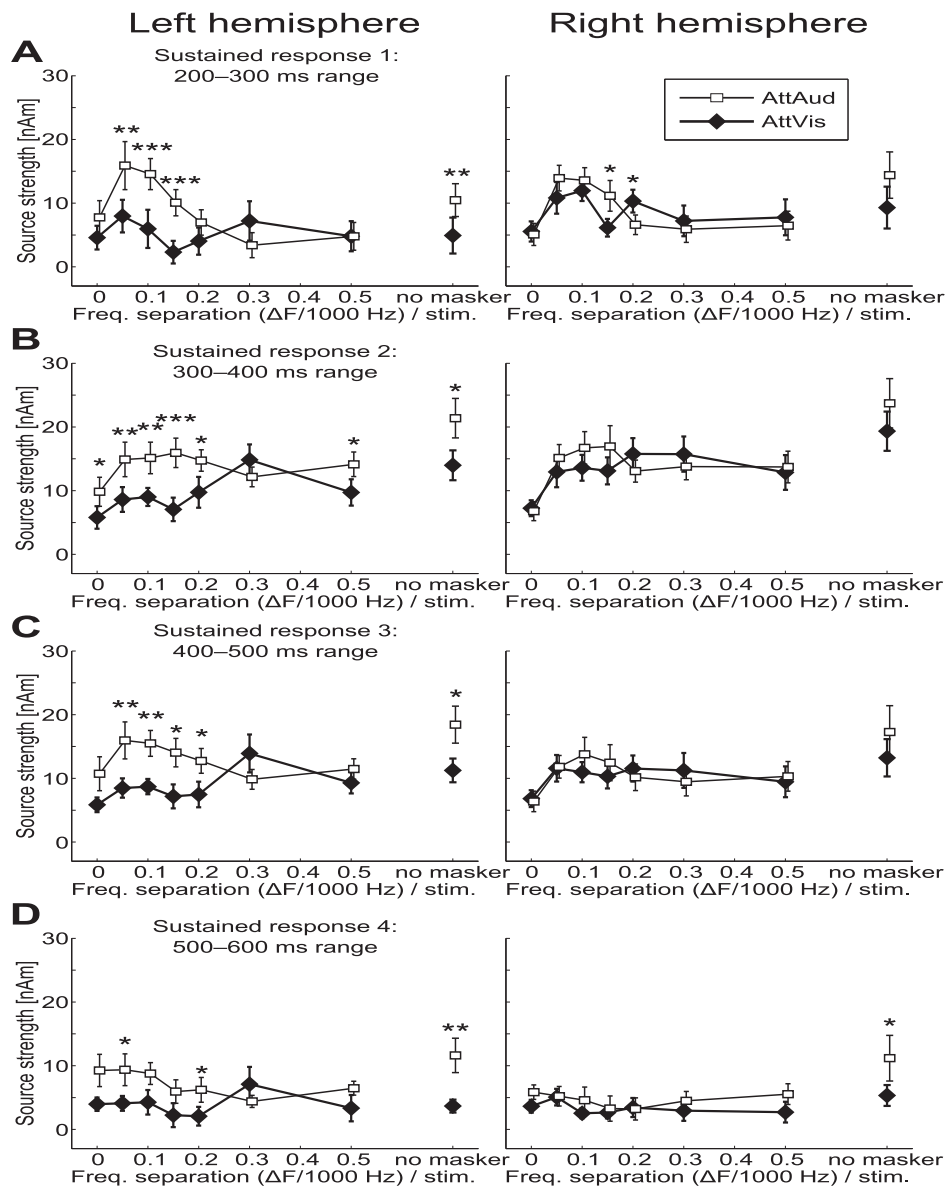 Left hemisphere Right hemisphere
A
Sustained response 1:
200–300 ms range
Source strength [nAm]
30
20
10
0
** *** *** **
* *
AttAud
AttVis
0 0.1 0.2 0.3 0.4 0.5 no masker
Freq. separation (ΔF/1000 Hz) / stim.
0 0.1 0.2 0.3 0.4 0.5 no masker
Freq. separation (ΔF/1000 Hz) / stim.
B
Sustained response 2:
300–400 ms range
Source strength [nAm]
30
20
10
0
* ** ** *** * * *
0 0.1 0.2 0.3 0.4 0.5 no masker
Freq. separation (ΔF/1000 Hz) / stim.
0 0.1 0.2 0.3 0.4 0.5 no masker
Freq. separation (ΔF/1000 Hz) / stim.
C
Sustained response 3:
400–500 ms range
Source strength [nAm]
30
20
10
0
** ** * * *
0 0.1 0.2 0.3 0.4 0.5 no masker
Freq. separation (ΔF/1000 Hz) / stim.
0 0.1 0.2 0.3 0.4 0.5 no masker
Freq. separation (ΔF/1000 Hz) / stim.
D
Sustained response 4:
500–600 ms range
Source strength [nAm]
30
20
10
0
* * **
*
0 0.1 0.2 0.3 0.4 0.5 no masker
Freq. separation (ΔF/1000 Hz) / stim.
0 0.1 0.2 0.3 0.4 0.5 no masker
Freq. separation (ΔF/1000 Hz) / stim.